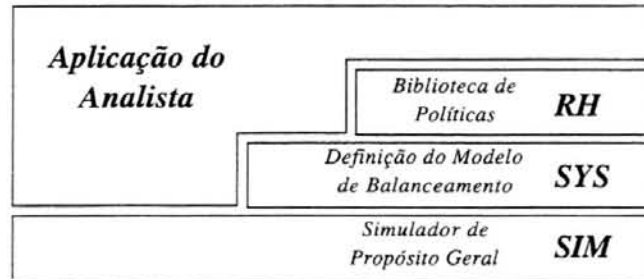 Aplicação do
Analista
Biblioteca de
Políticas RH
Definição do Modelo
de Balanceamento SYS
Simulador de
Propósito Geral SIM